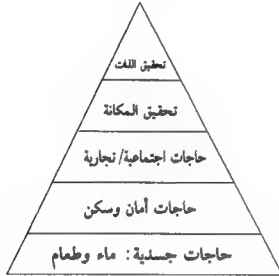 تحقيق الذات
تحقيق المكانة
حاجات اجتماعية/ تجارية
حاجات أمان وسكن
حاجات جسدية: ماء وطعام